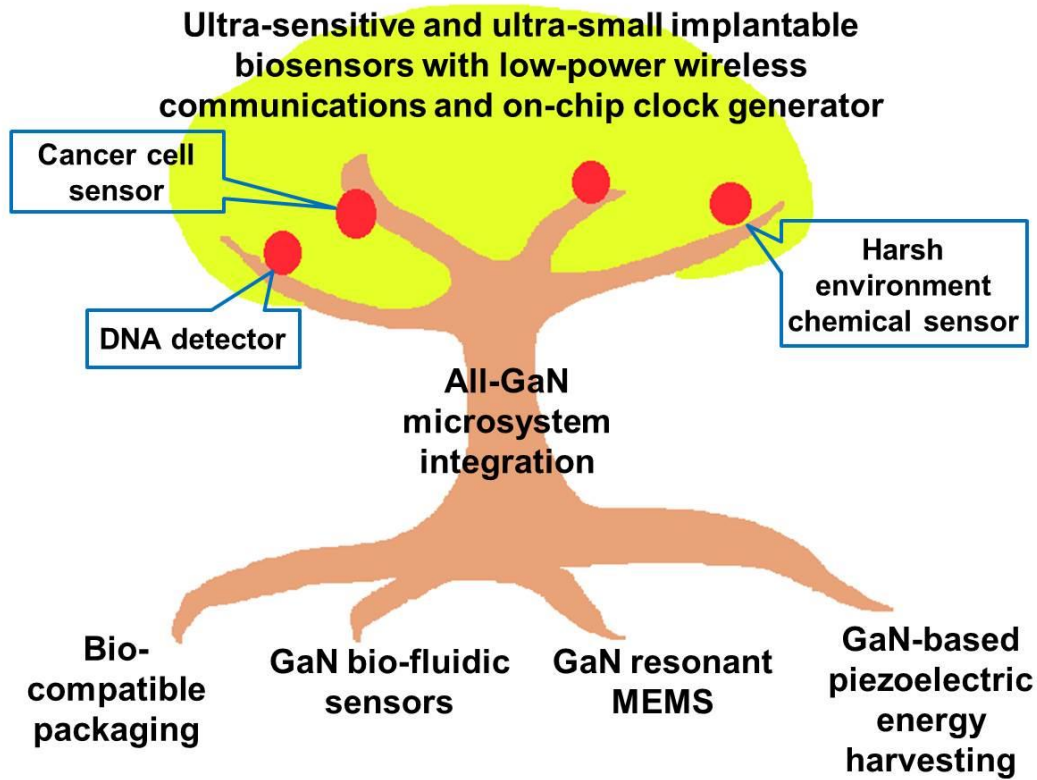 Ultra-sensitive and ultra-small implantable
biosensors with low-power wireless
communications and on-chip clock generator
Cancer cell
sensor
DNA detector
Harsh
environment
chemical sensor
All-GaN
microsystem
integration
Bio-
compatible
packaging
GaN bio-fluidic
sensors
GaN resonant
MEMS
GaN-based
piezoelectric
energy
harvesting